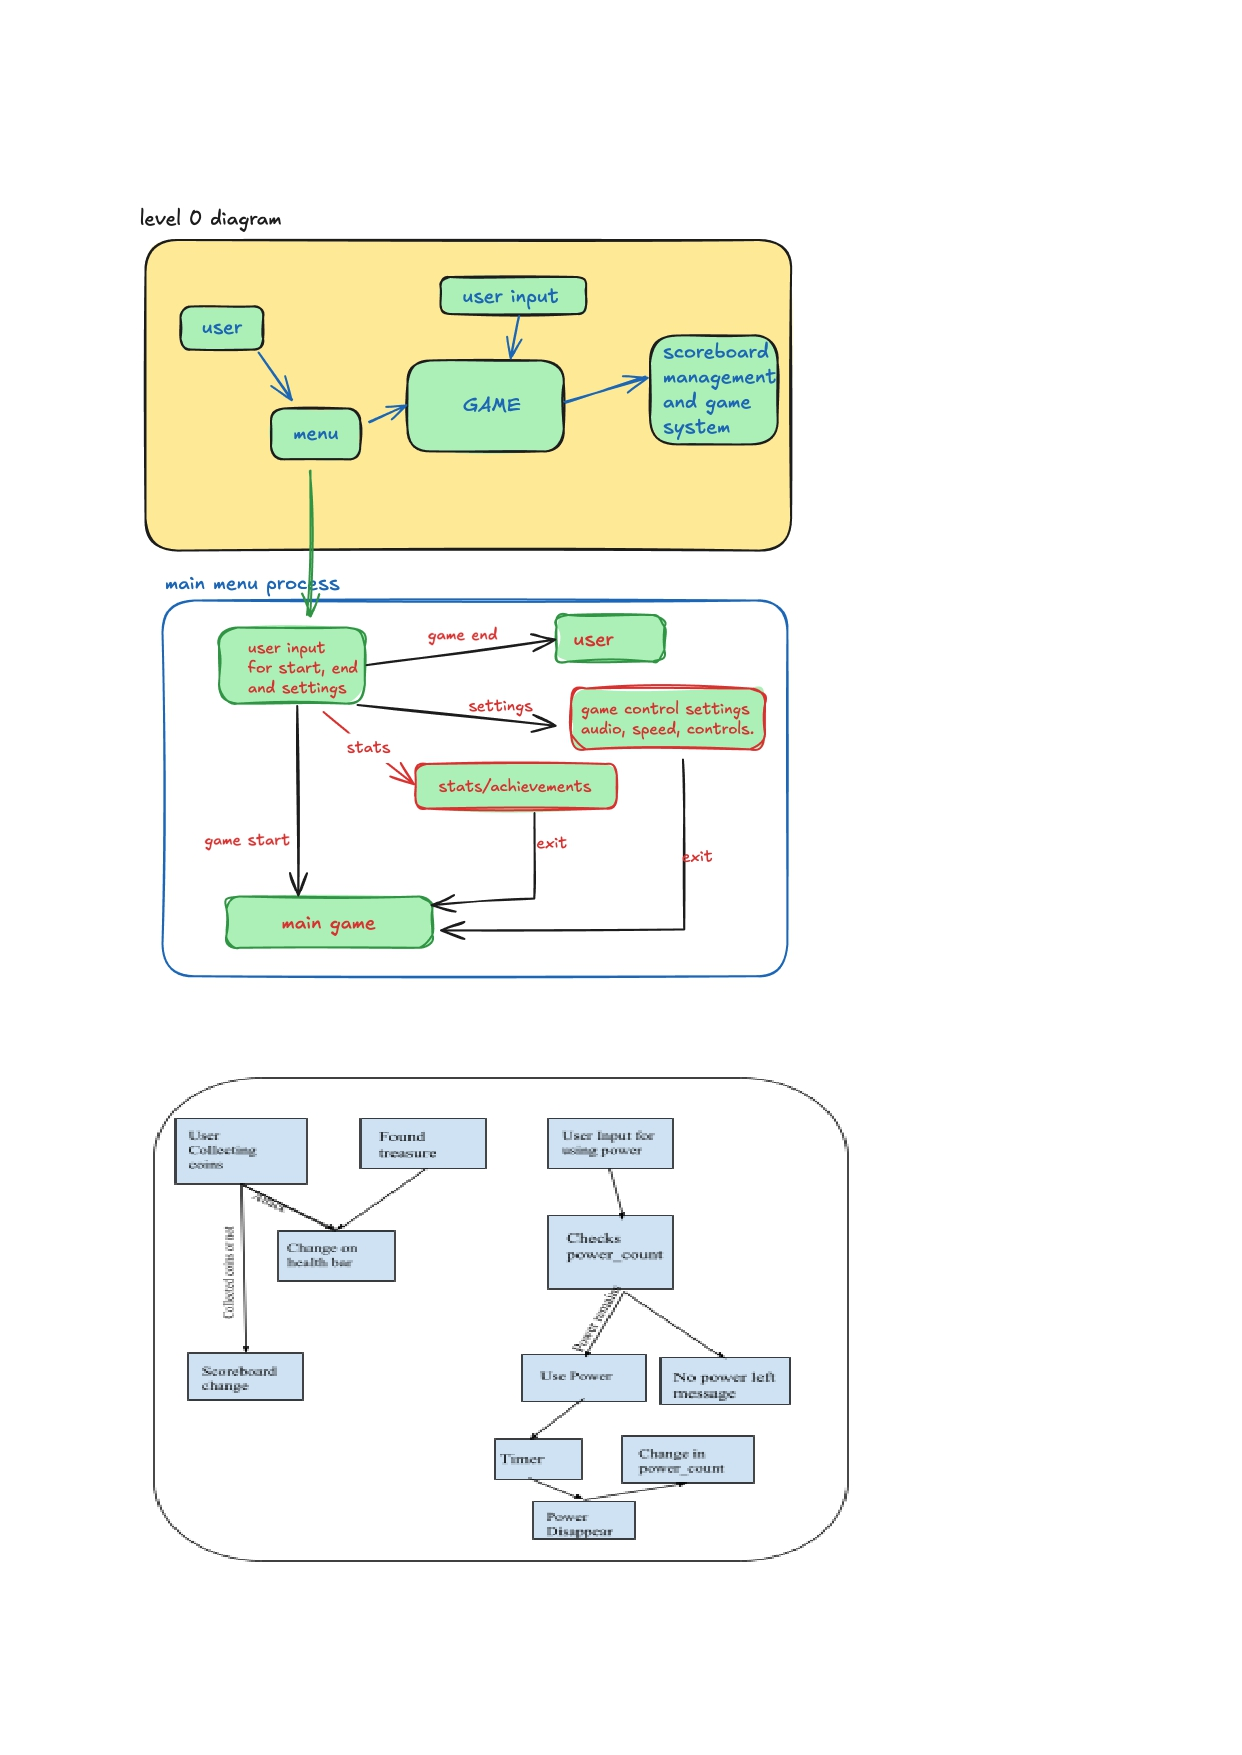 level 0 diagram
user input
user
scoreboard
management
and game
system
GAME
menu
main menu process
user input
for start, end
and settings
game end
user
settings
game control settings
audio, speed, controls.
stats
stats/achievements
game start
exit
exit
main game
User
Collecting
coins
Found
treasure
User Input for
using power
Collected coins or not
Change on
health bar
Checks
power_count
Power remains
Scoreboard
change
Use Power
No power left
message
Timer
Change in
power_count
Power
Disappear